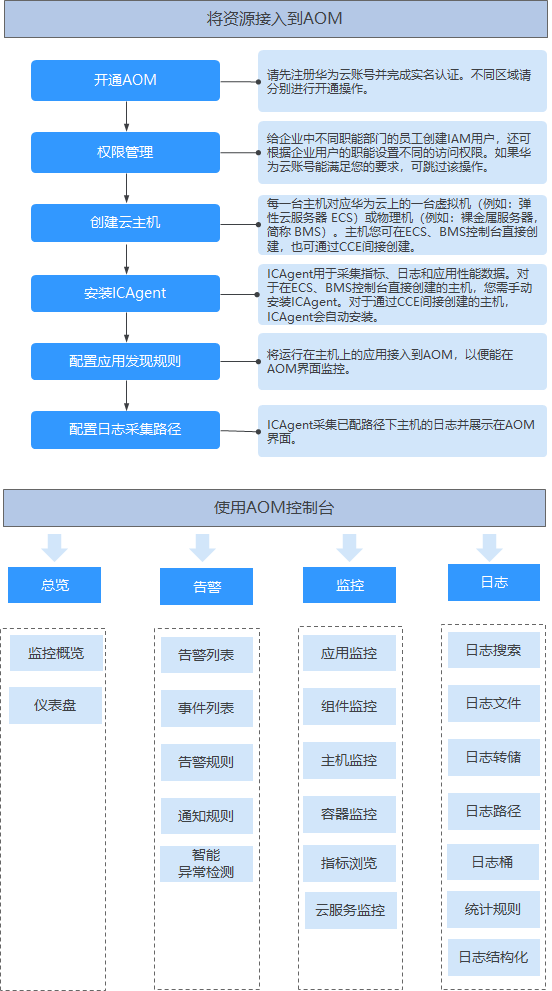 将资源接入到AOM
开通AOM
请先注册华为云账号并完成实名认证。不同区域请
分别进行开通操作。
权限管理
给企业中不同职能部门的员工创建IAM用户，还可
根据企业用户的职能设置不同的访问权限。如果华
为云账号能满足您的要求，可跳过该操作。
创建云主机
每一台主机对应华为云上的一台虚拟机（例如：弹
性云服务器 ECS）或物理机（例如：裸金属服务器，
简称 BMS）。主机您可在ECS、BMS控制台直接创
建，也可通过CCE间接创建。
安装ICAgent
ICAgent用于采集指标、日志和应用性能数据。对
于在ECS、BMS控制台直接创建的主机，您需手动
安装ICAgent。对于通过CCE间接创建的主机，
ICAgent会自动安装。
配置应用发现规则
将运行在主机上的应用接入到AOM，以便能在
AOM界面监控。
配置日志采集路径
ICAgent采集已配路径下主机的日志并展示在AOM
界面。
使用AOM控制台
总览
监控概览
仪表盘
告警
告警列表
事件列表
告警规则
通知规则
智能
异常检测
监控
应用监控
组件监控
主机监控
容器监控
指标浏览
云服务监控
日志
日志搜索
日志文件
日志转储
日志路径
日志桶
统计规则
日志结构化